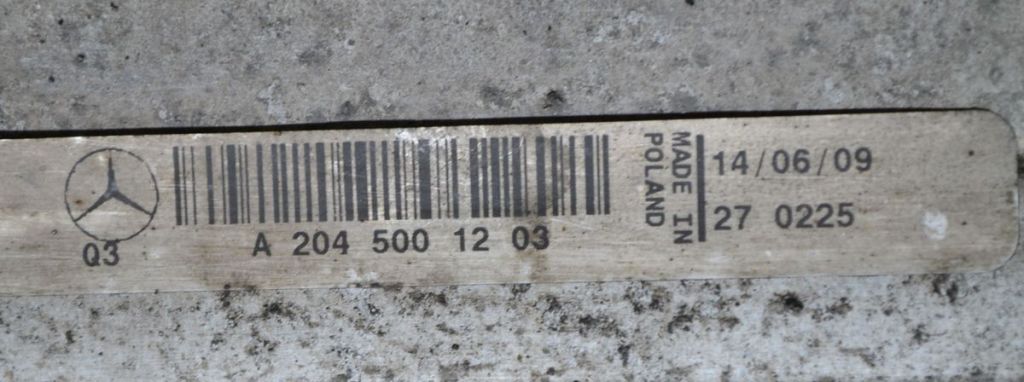 Q3
A 204 500 12 03
MADE IN
POLAND
14/06/09
27 0225